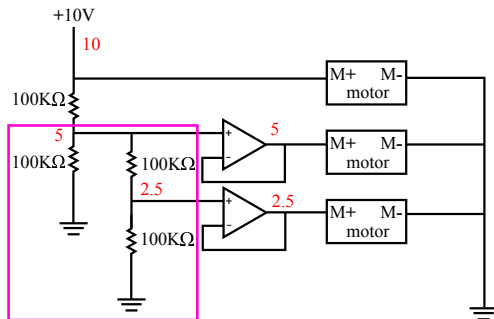 +10V
10
M+ M-
motor
100KΩ
5
5
100KΩ
100KΩ
+
-
M+ M-
motor
2.5
2.5
+
-
M+ M-
motor
100KΩ